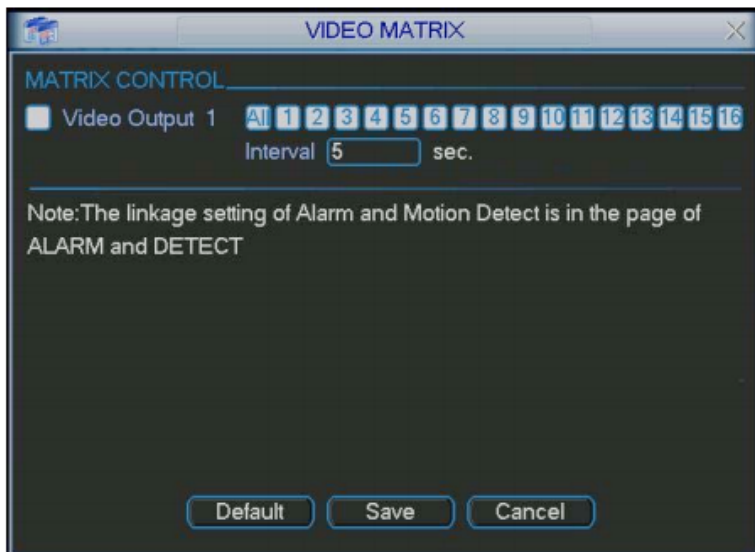 VIDEO MATRIX
MATRIX CONTROL
Video Output 1 All 1 2 3 4 5 6 7 8 9 10 11 12 13 14 15 16
Interval 5 sec.
Note:The linkage setting of Alarm and Motion Detect is in the page of
ALARM and DETECT
Default Save Cancel